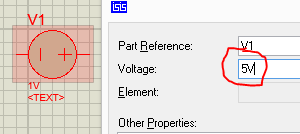 ISIS
V1
1V
<TEXT>
Part Reference:
V1
Voltage:
5V
Element:
Other Properties: